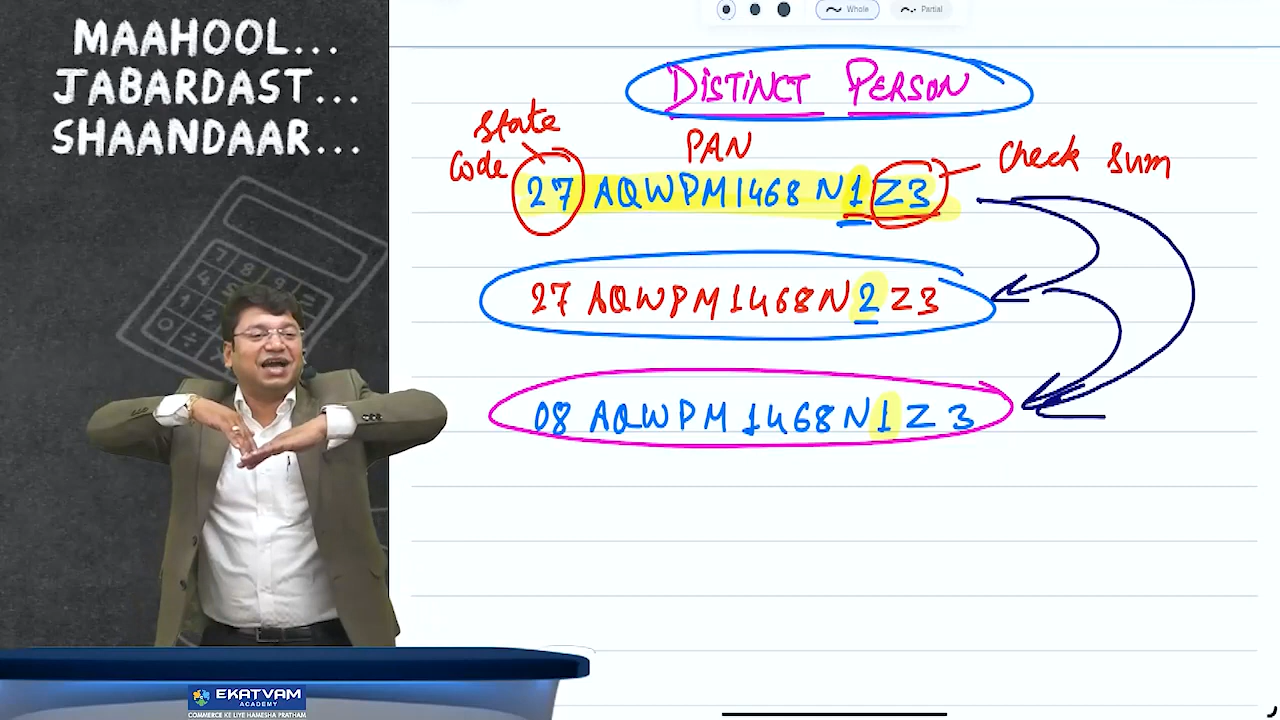 MAAHOOL...
JABARDAST...
SHAANDAAR...
Whole
Partial
DISTINCT PERSON
State
Code
PAN
Check Sum
27 AQWPM1468N1Z3
27 AQWPM1468N2Z3
08 AQWPM1468N1Z3
EKATVAM
ACADEMY
COMMERCE KE LIYE HAMESHA PRATHAM